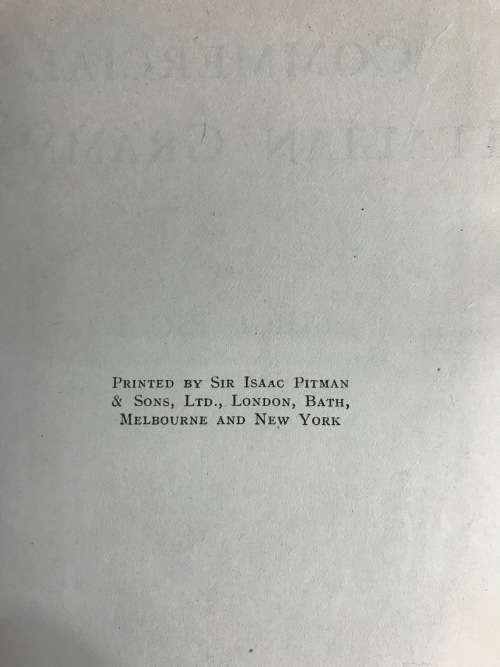 Printed by Sir Isaac Pitman
& Sons, Ltd., London, Bath,
Melbourne and New York